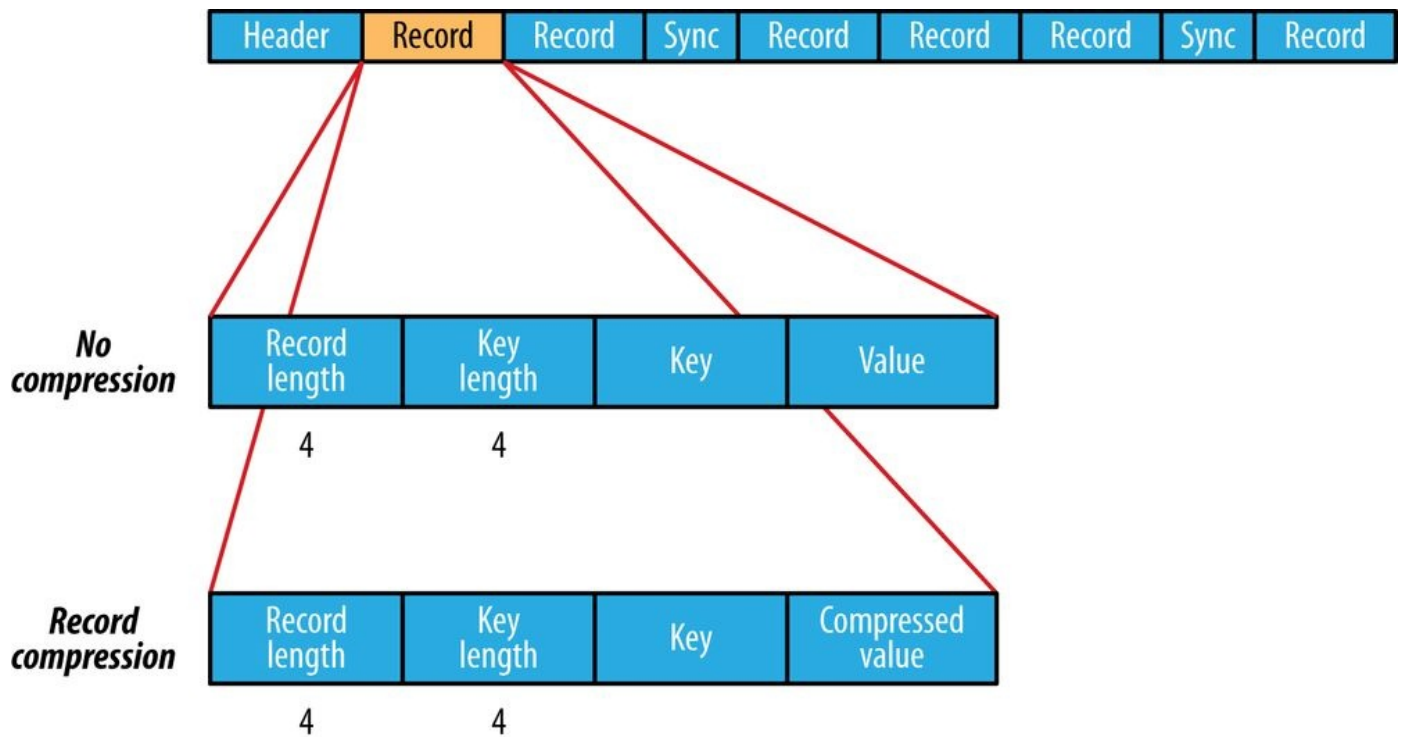 Header Record Record Sync Record Record Record Sync Record
No
compression
Record
length
Key
length
Key
Value
4 4
Record
compression
Record
length
Key
length
Key
Compressed
value
4 4